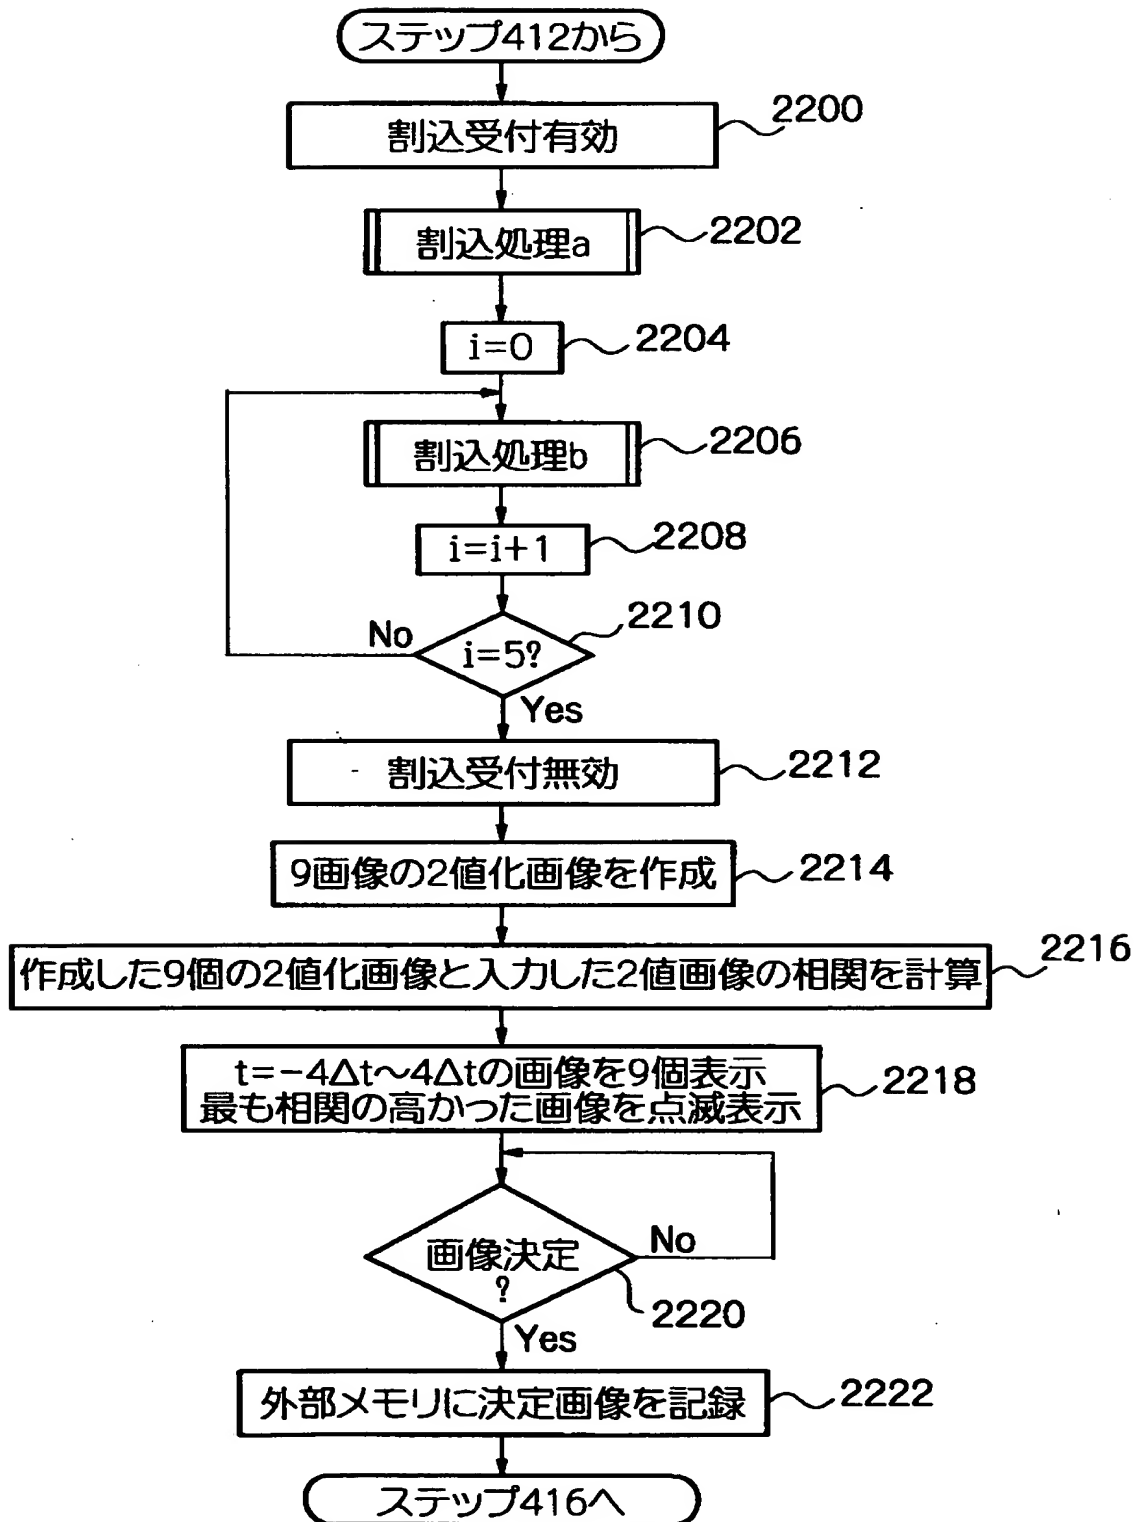 ステップ412から
割込受付有効
2200
割込処理a
2202
i=0
2204
割込処理b
2206
i=i+1
2208
i=5?
2210
No
Yes
割込受付無効
2212
9画像の2値化画像を作成
2214
作成した9個の2値化画像と入力した2値画像の相関を計算
2216
t=-4Δt～4Δtの画像を9個表示
最も相関の高かった画像を点滅表示
2218
画像決定
?
No
2220
Yes
外部メモリに決定画像を記録
2222
ステップ416へ